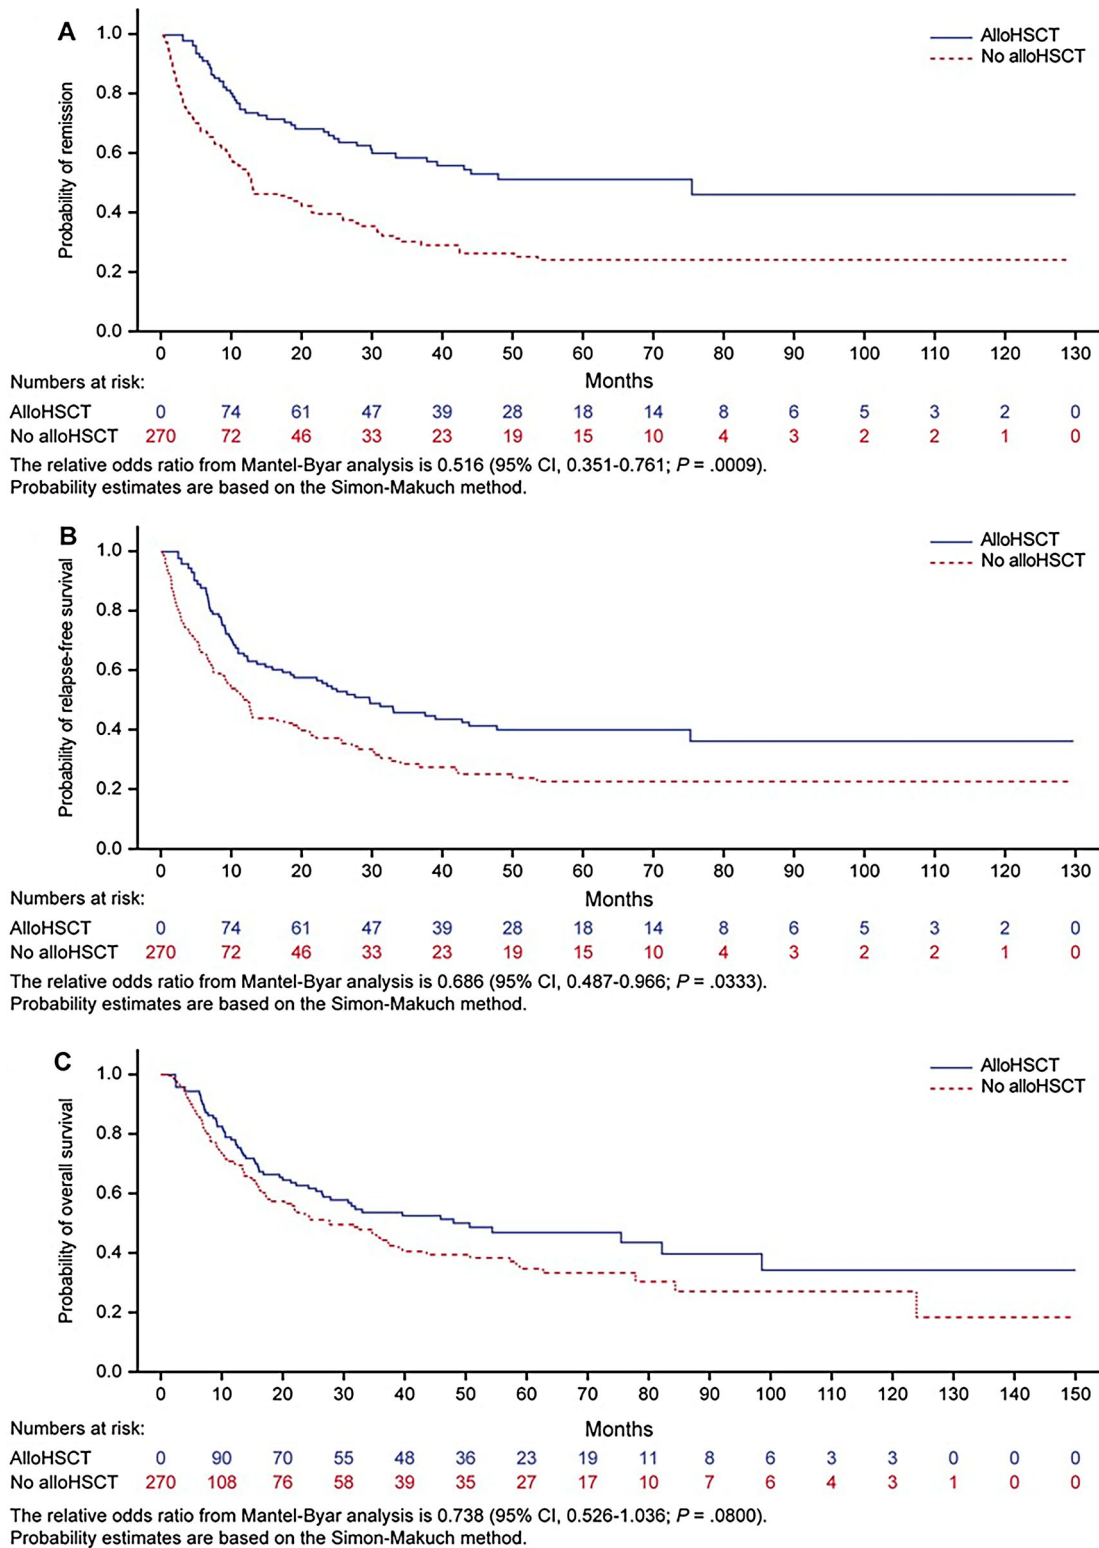 A
AlloHSCT
No alloHSCT
Probability of remission
1.0
0.8
0.6
0.4
0.2
0.0
0 10 20 30 40 50 60 70 80 90 100 110 120 130
Numbers at risk:
Months
AlloHSCT 0 74 61 47 39 28 18 14 8 6 5 3 2 0
No alloHSCT 270 72 46 33 23 19 15 10 4 3 2 2 1 0
The relative odds ratio from Mantel-Byar analysis is 0.516 (95% CI, 0.351-0.761; P = .0009).
Probability estimates are based on the Simon-Makuch method.
B
AlloHSCT
No alloHSCT
Probability of relapse-free survival
1.0
0.8
0.6
0.4
0.2
0.0
0 10 20 30 40 50 60 70 80 90 100 110 120 130
Numbers at risk:
Months
AlloHSCT 0 74 61 47 39 28 18 14 8 6 5 3 2 0
No alloHSCT 270 72 46 33 23 19 15 10 4 3 2 2 1 0
The relative odds ratio from Mantel-Byar analysis is 0.686 (95% CI, 0.487-0.966; P = .0333).
Probability estimates are based on the Simon-Makuch method.
C
AlloHSCT
No alloHSCT
Probability of overall survival
1.0
0.8
0.6
0.4
0.2
0.0
0 10 20 30 40 50 60 70 80 90 100 110 120 130 140 150
Numbers at risk:
Months
AlloHSCT 0 90 70 55 48 36 23 19 11 8 6 3 3 0 0 0
No alloHSCT 270 108 76 58 39 35 27 17 10 7 6 4 3 1 0 0
The relative odds ratio from Mantel-Byar analysis is 0.738 (95% CI, 0.526-1.036; P = .0800).
Probability estimates are based on the Simon-Makuch method.